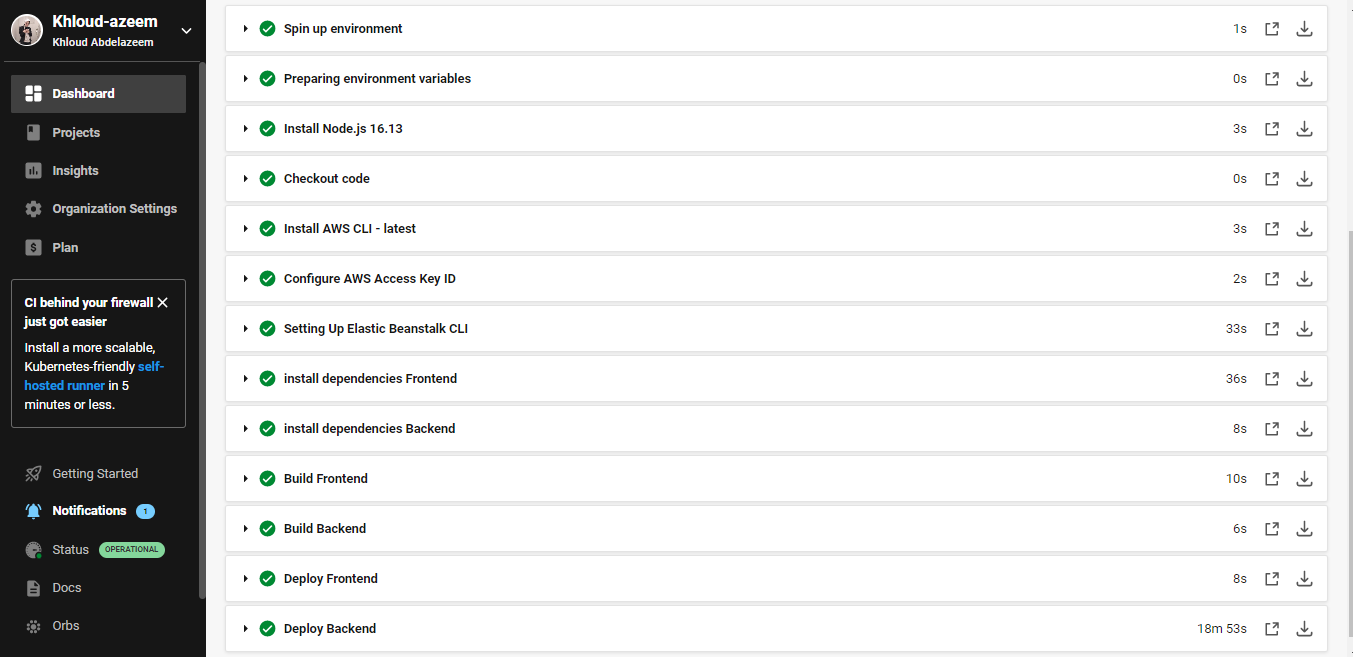 Khloud-azeem
Khloud Abdelazeem
Dashboard
Projects
Insights
Organization Settings
Plan
CI behind your firewall
just got easier
Install a more scalable,
Kubernetes-friendly self-
hosted runner in 5
minutes or less.
Getting Started
Notifications 1
Status OPERATIONAL
Docs
Orbs
Spin up environment 1s
Preparing environment variables 0s
Install Node.js 16.13 3s
Checkout code 0s
Install AWS CLI - latest 3s
Configure AWS Access Key ID 2s
Setting Up Elastic Beanstalk CLI 33s
install dependencies Frontend 36s
install dependencies Backend 8s
Build Frontend 10s
Build Backend 6s
Deploy Frontend 8s
Deploy Backend 18m 53s